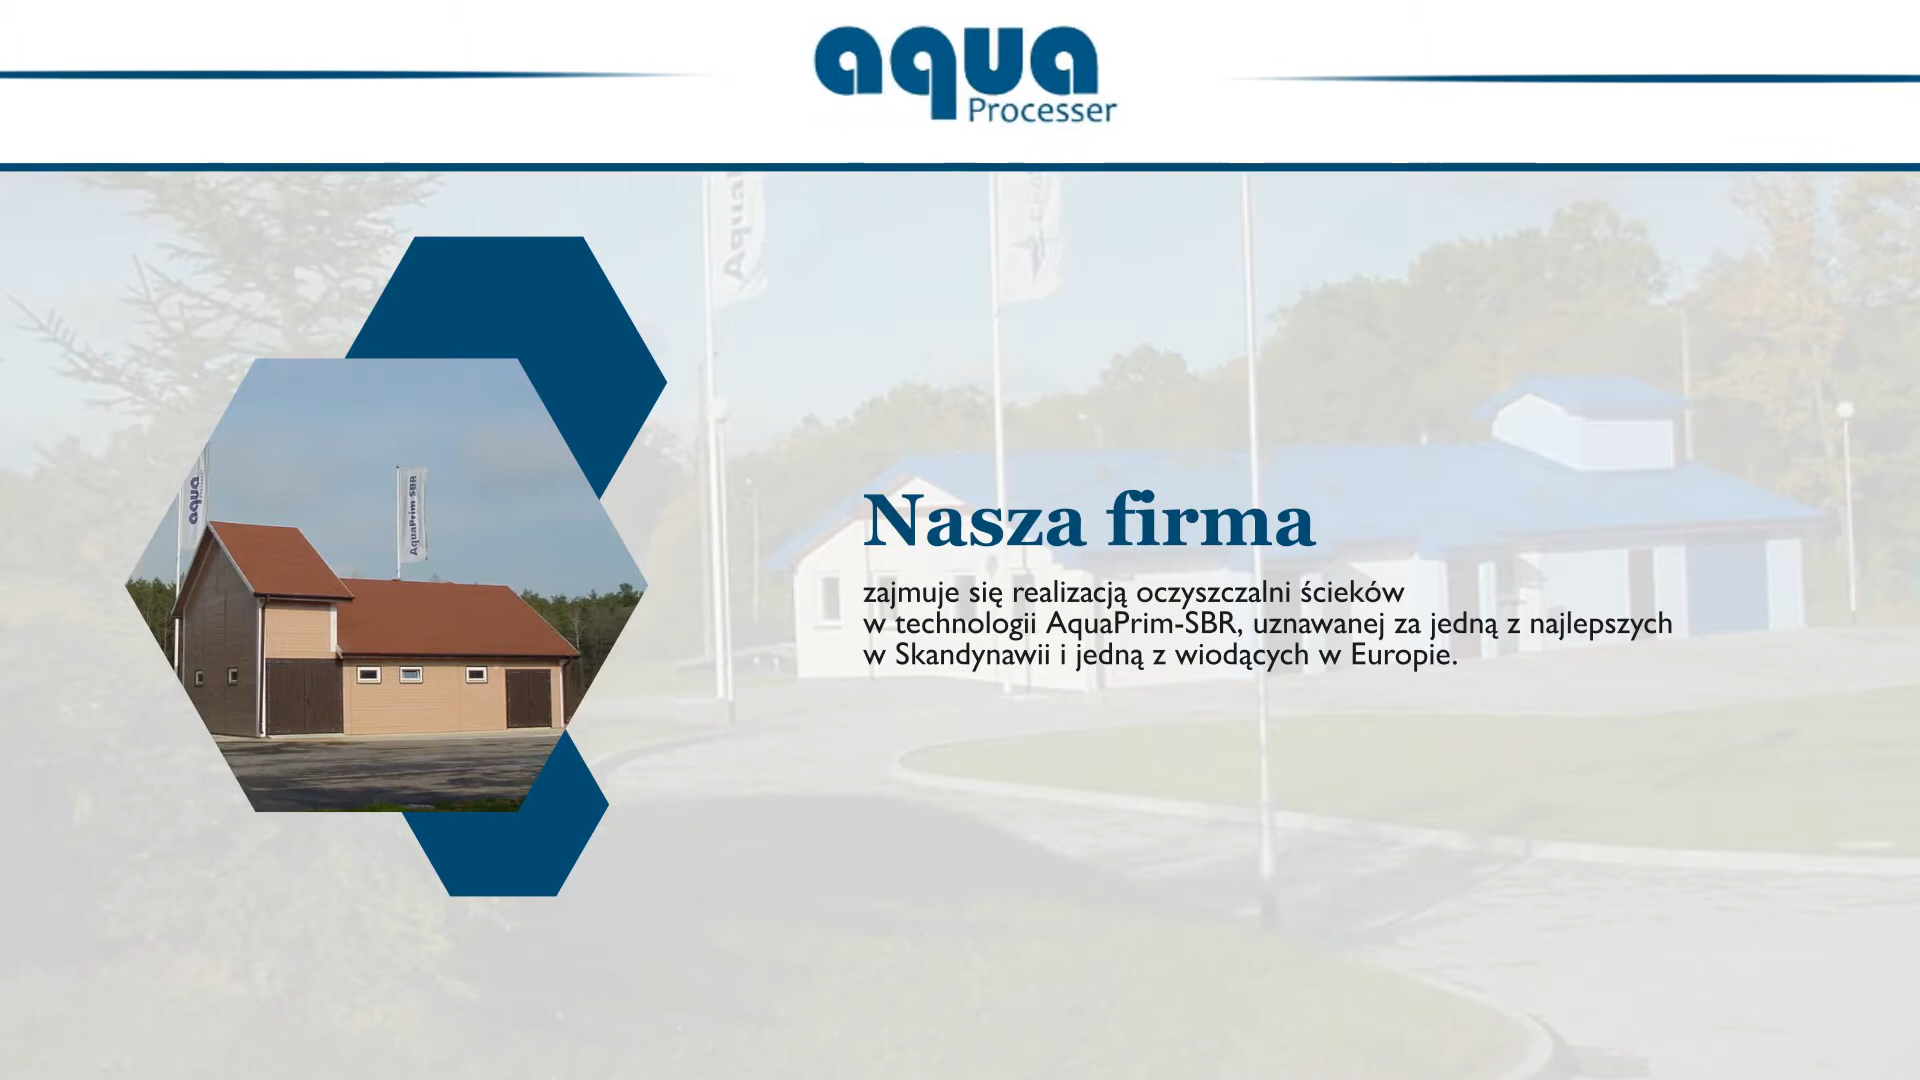 aqua
Processer
aqua
AquaPrim-SBR
Nasza firma
zajmuje się realizacją oczyszczalni ścieków
w technologii AquaPrim-SBR, uznawanej za jedną z najlepszych
w Skandynawii i jedną z wiodących w Europie.